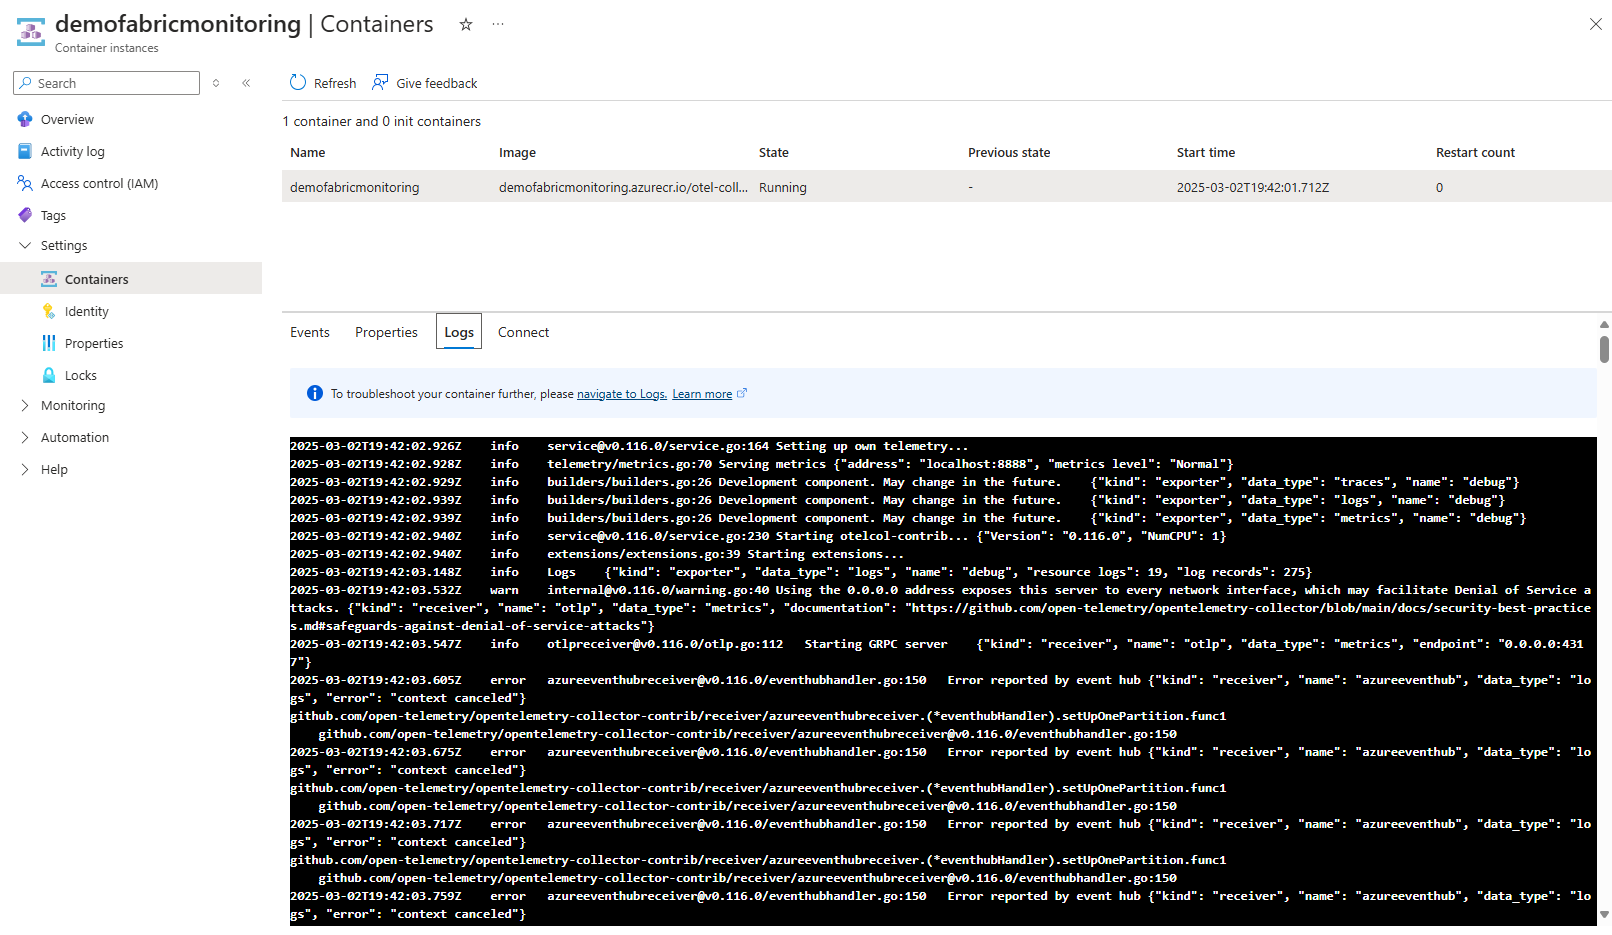 demofabricmonitoring | Containers
Container instances
Search
Refresh
Give feedback
Overview
Activity log
Access control (IAM)
Tags
Settings
Containers
Identity
Properties
Locks
Monitoring
Automation
Help
1 container and 0 init containers
Name Image State Previous state Start time Restart count
demofabricmonitoring demofabricmonitoring.azurecr.io/otel-coll... Running - 2025-03-02T19:42:01.712Z 0
Events Properties Logs Connect
To troubleshoot your container further, please navigate to Logs. Learn more
2025-03-02T19:42:02.926Z info service@v0.116.0/service.go:164 Setting up own telemetry...
2025-03-02T19:42:02.928Z info telemetry/metrics.go:70 Serving metrics {"address": "localhost:8888", "metrics level": "Normal"}
2025-03-02T19:42:02.929Z info builders/builders.go:26 Development component. May change in the future. {"kind": "exporter", "data_type": "traces", "name": "debug"}
2025-03-02T19:42:02.939Z info builders/builders.go:26 Development component. May change in the future. {"kind": "exporter", "data_type": "logs", "name": "debug"}
2025-03-02T19:42:02.939Z info builders/builders.go:26 Development component. May change in the future. {"kind": "exporter", "data_type": "metrics", "name": "debug"}
2025-03-02T19:42:02.940Z info service@v0.116.0/service.go:230 Starting otelcol-contrib... {"Version": "0.116.0", "NumCPU": 1}
2025-03-02T19:42:02.940Z info extensions/extensions.go:39 Starting extensions...
2025-03-02T19:42:03.148Z info Logs {"kind": "exporter", "data_type": "logs", "name": "debug", "resource logs": 19, "log records": 275}
2025-03-02T19:42:03.532Z warn internal@v0.116.0/warning.go:40 Using the 0.0.0.0 address exposes this server to every network interface, which may facilitate Denial of Service a
ttacks. {"kind": "receiver", "name": "otlp", "data_type": "metrics", "documentation": "https://github.com/open-telemetry/opentelemetry-collector/blob/main/docs/security-best-practice
s.md#safeguards-against-denial-of-service-attacks"}
2025-03-02T19:42:03.547Z info otlpreceiver@v0.116.0/otlp.go:112 Starting GRPC server {"kind": "receiver", "name": "otlp", "data_type": "metrics", "endpoint": "0.0.0.0:431
7"}
2025-03-02T19:42:03.605Z error azureeventhubreceiver@v0.116.0/eventhubhandler.go:150 Error reported by event hub {"kind": "receiver", "name": "azureeventhub", "data_type": "lo
gs", "error": "context canceled"}
github.com/open-telemetry/opentelemetry-collector-contrib/receiver/azureeventhubreceiver.(*eventhubHandler).setUpOnePartition.func1
github.com/open-telemetry/opentelemetry-collector-contrib/receiver/azureeventhubreceiver@v0.116.0/eventhubhandler.go:150
2025-03-02T19:42:03.675Z error azureeventhubreceiver@v0.116.0/eventhubhandler.go:150 Error reported by event hub {"kind": "receiver", "name": "azureeventhub", "data_type": "lo
gs", "error": "context canceled"}
github.com/open-telemetry/opentelemetry-collector-contrib/receiver/azureeventhubreceiver.(*eventhubHandler).setUpOnePartition.func1
github.com/open-telemetry/opentelemetry-collector-contrib/receiver/azureeventhubreceiver@v0.116.0/eventhubhandler.go:150
2025-03-02T19:42:03.717Z error azureeventhubreceiver@v0.116.0/eventhubhandler.go:150 Error reported by event hub {"kind": "receiver", "name": "azureeventhub", "data_type": "lo
gs", "error": "context canceled"}
github.com/open-telemetry/opentelemetry-collector-contrib/receiver/azureeventhubreceiver.(*eventhubHandler).setUpOnePartition.func1
github.com/open-telemetry/opentelemetry-collector-contrib/receiver/azureeventhubreceiver@v0.116.0/eventhubhandler.go:150
2025-03-02T19:42:03.759Z error azureeventhubreceiver@v0.116.0/eventhubhandler.go:150 Error reported by event hub {"kind": "receiver", "name": "azureeventhub", "data_type": "lo
gs", "error": "context canceled"}